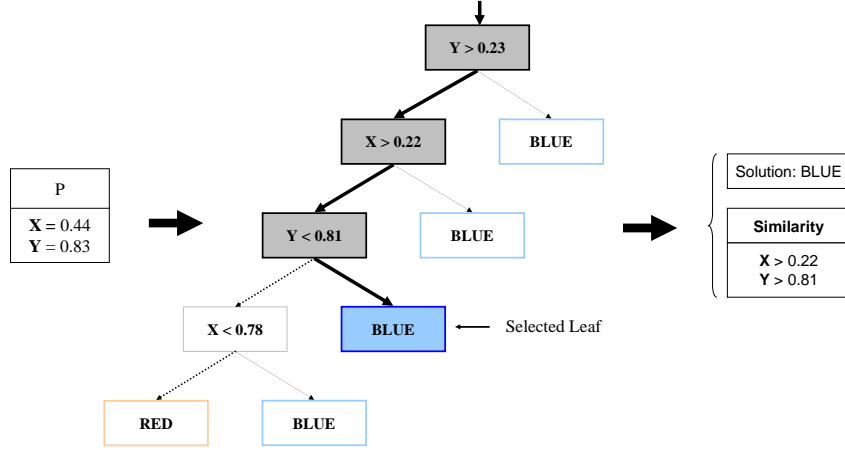 Y > 0.23
X > 0.22
BLUE
P
X = 0.44
Y = 0.83
Y < 0.81
BLUE
Solution: BLUE
Similarity
X > 0.22
Y > 0.81
X < 0.78
BLUE
Selected Leaf
RED
BLUE